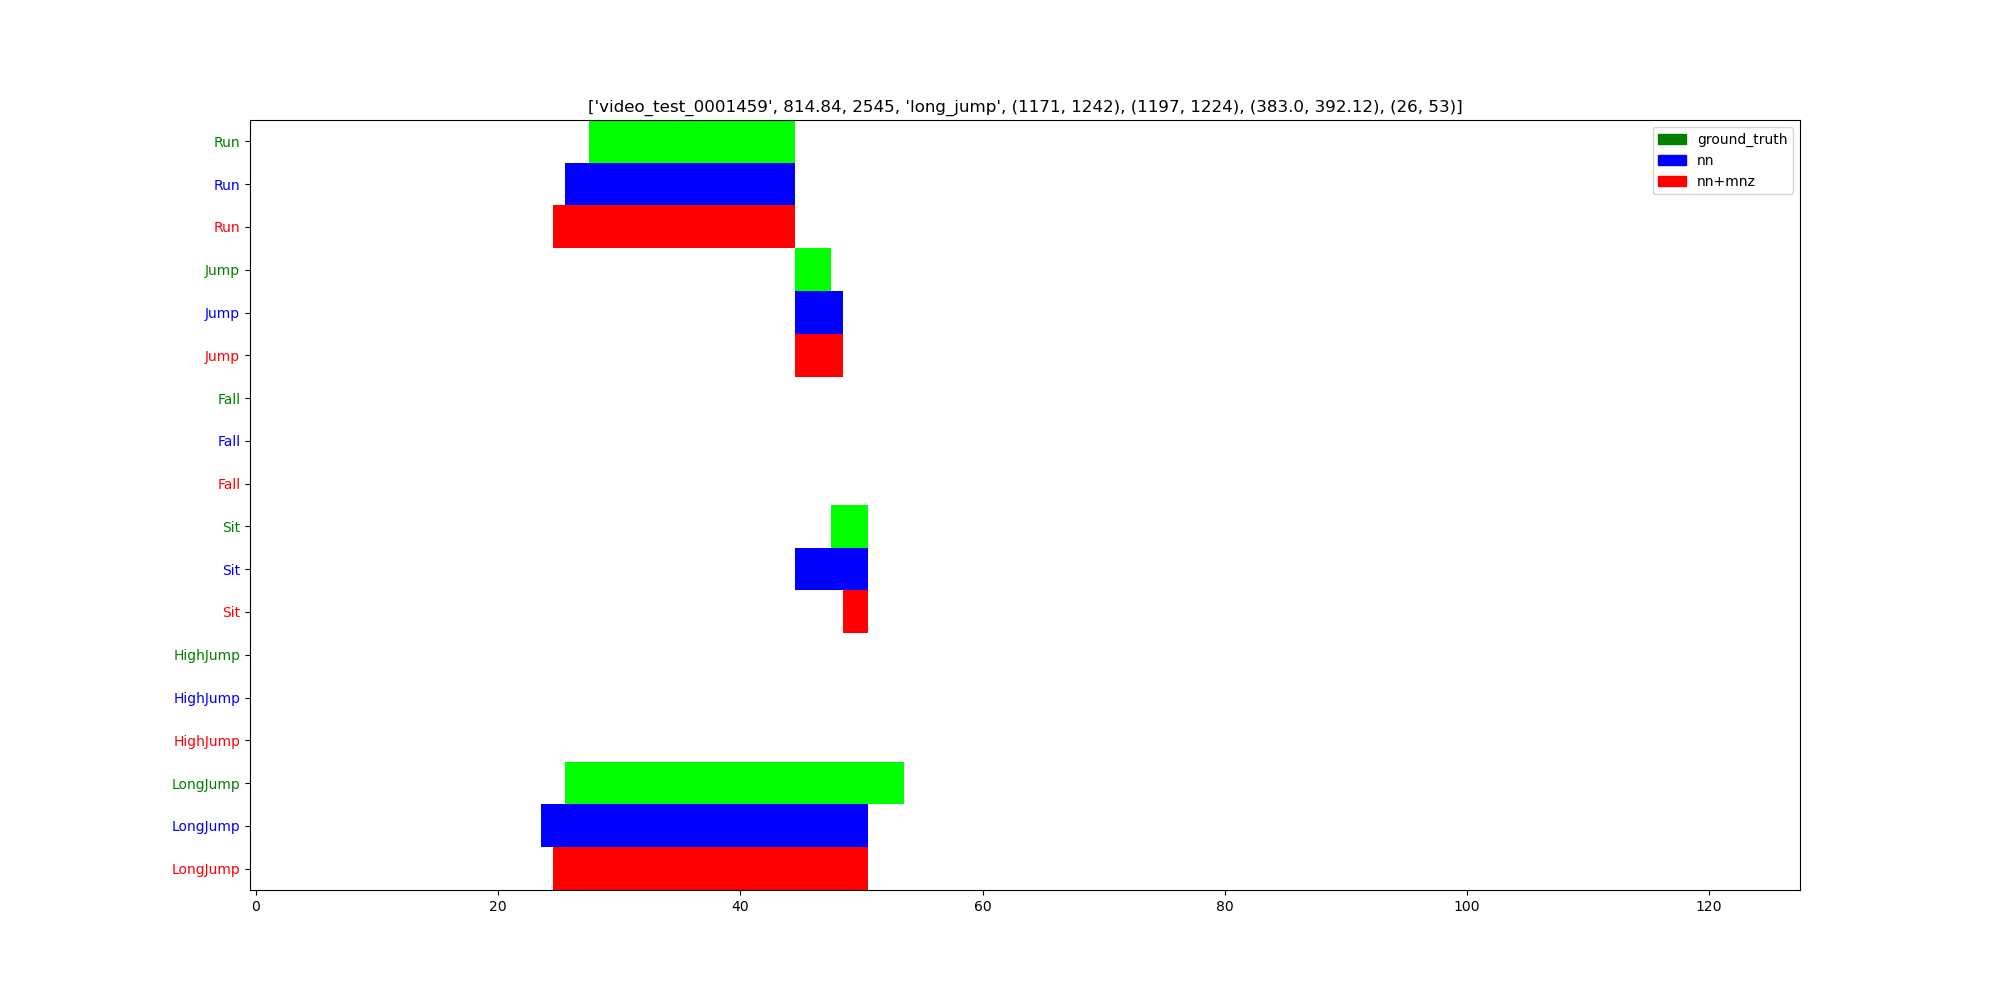 ['video_test_0001459', 814.84, 2545, 'long_jump', (1171, 1242), (1197, 1224), (383.0, 392.12), (26, 53)]
ground_truth
nn
nn+mnz
Run
Run
Run
Jump
Jump
Jump
Fall
Fall
Fall
Sit
Sit
Sit
HighJump
HighJump
HighJump
LongJump
LongJump
LongJump
0 20 40 60 80 100 120